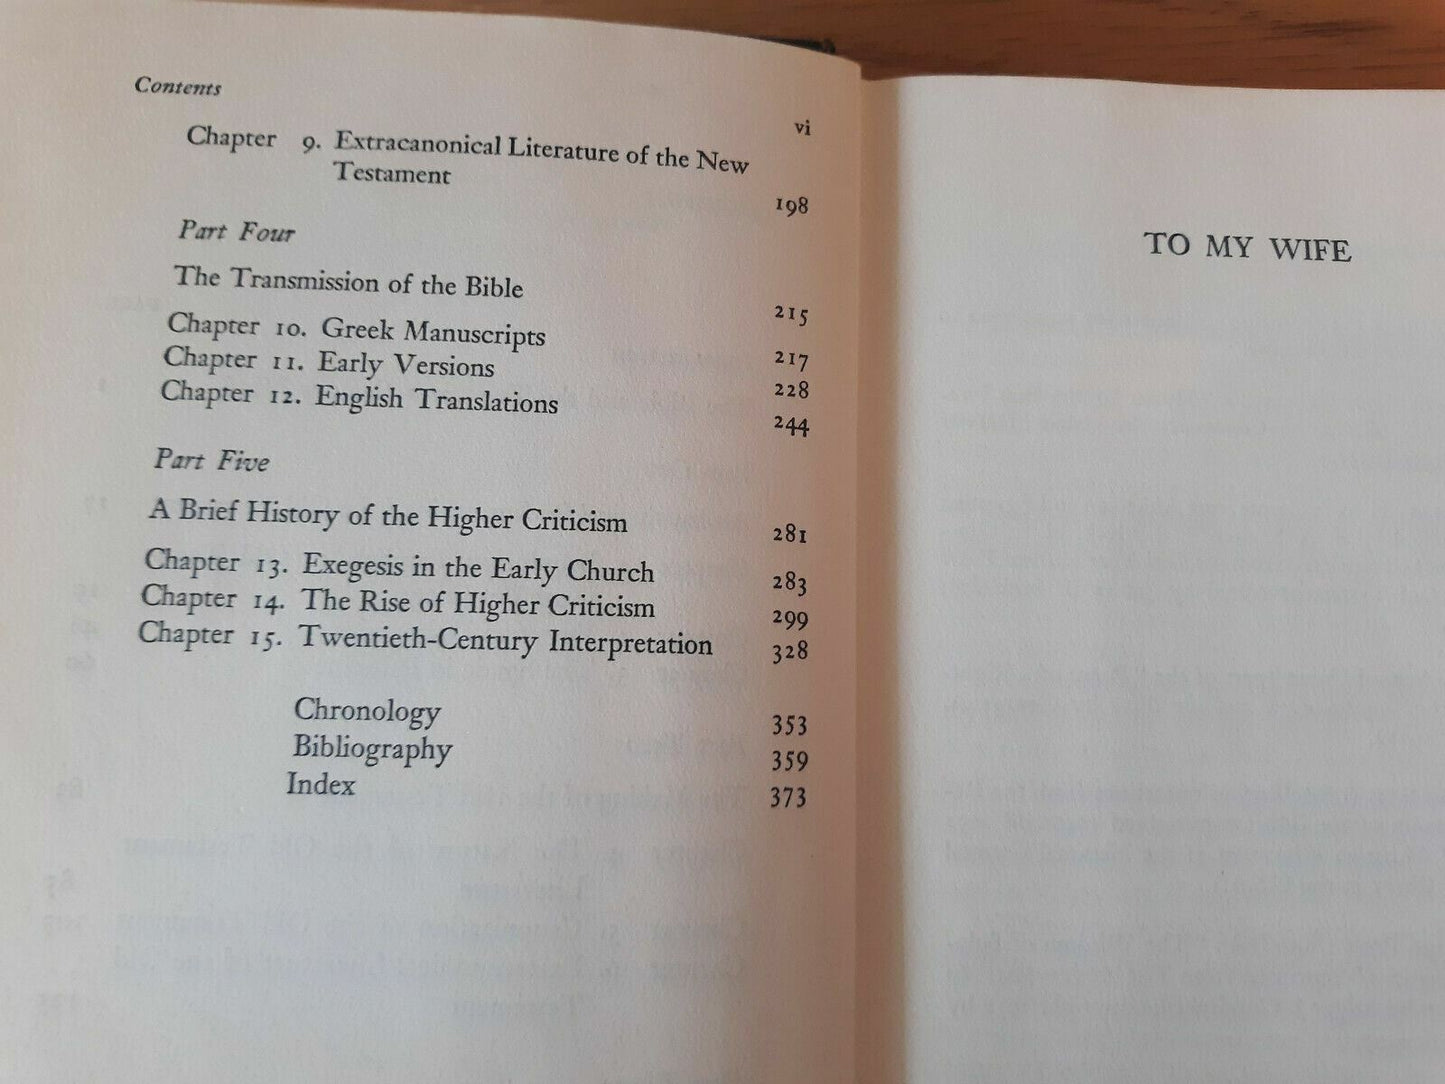 Contents
vi
Chapter 9. Extracanonical Literature of the New
Testament 198
Part Four
The Transmission of the Bible 215
Chapter 10. Greek Manuscripts 217
Chapter 11. Early Versions 228
Chapter 12. English Translations 244
Part Five
A Brief History of the Higher Criticism 281
Chapter 13. Exegesis in the Early Church 283
Chapter 14. The Rise of Higher Criticism 299
Chapter 15. Twentieth-Century Interpretation 328
Chronology 353
Bibliography 359
Index 373
TO MY WIFE